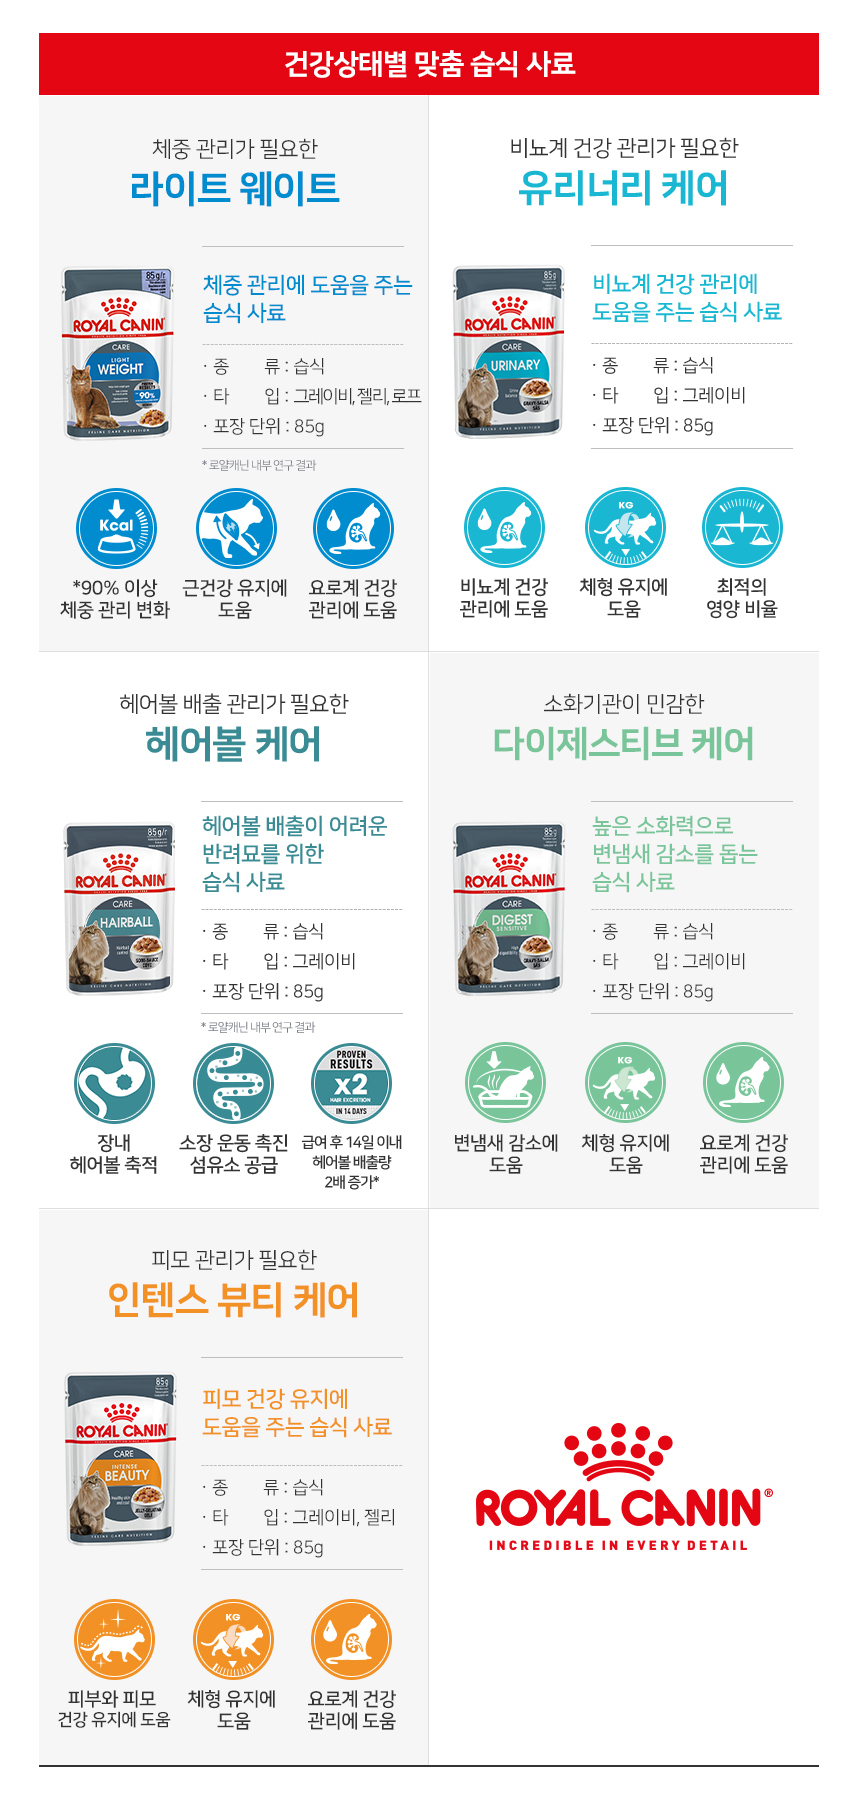 건강상태별 맞춤 습식 사료
체중 관리가 필요한
라이트 웨이트
85g/r
ROYAL CANIN
CARE
LIGHT
WEIGHT
PROVEN
RESULTS
90%
FELINE CARE NUTRITION
체중 관리에 도움을 주는
습식 사료
· 종 류 : 습식
· 타 입 : 그레이비, 젤리, 로프
· 포장 단위 : 85g
* 로얄캐닌 내부 연구 결과
Kcal
*90% 이상
체중 관리 변화
근건강 유지에
도움
요로계 건강
관리에 도움
비뇨계 건강 관리가 필요한
유리너리 케어
85g
ROYAL CANIN
CARE
URINARY
GRAVY-SALSA
SAS
FELINE CARE NUTRITION
비뇨계 건강 관리에
도움을 주는 습식 사료
· 종 류 : 습식
· 타 입 : 그레이비
· 포장 단위 : 85g
비뇨계 건강
관리에 도움
KG
체형 유지에
도움
최적의
영양 비율
헤어볼 배출 관리가 필요한
헤어볼 케어
85g/r
ROYAL CANIN
CARE
HAIRBALL
FELINE CARE NUTRITION
헤어볼 배출이 어려운
반려묘를 위한
습식 사료
· 종 류 : 습식
· 타 입 : 그레이비
· 포장 단위 : 85g
* 로얄캐닌 내부 연구 결과
장내
헤어볼 축적
소장 운동 촉진
섬유소 공급
PROVEN
RESULTS
x2
HAIR EXCRETION
IN 14 DAYS
급여 후 14일 이내
헤어볼 배출량
2배 증가*
소화기관이 민감한
다이제스티브 케어
85g
ROYAL CANIN
CARE
DIGEST
SENSITIVE
GRAVY-SALSA
SAS
FELINE CARE NUTRITION
높은 소화력으로
변냄새 감소를 돕는
습식 사료
· 종 류 : 습식
· 타 입 : 그레이비
· 포장 단위 : 85g
변냄새 감소에
도움
KG
체형 유지에
도움
요로계 건강
관리에 도움
피모 관리가 필요한
인텐스 뷰티 케어
85g
ROYAL CANIN
CARE
INTENSE
BEAUTY
FELINE CARE NUTRITION
피모 건강 유지에
도움을 주는 습식 사료
· 종 류 : 습식
· 타 입 : 그레이비, 젤리
· 포장 단위 : 85g
피부와 피모
건강 유지에 도움
KG
체형 유지에
도움
요로계 건강
관리에 도움
ROYAL CANIN®
INCREDIBLE IN EVERY DETAIL